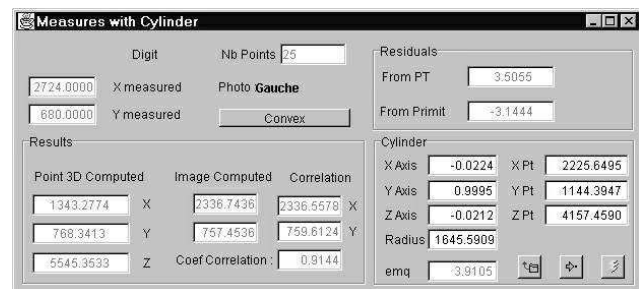 Measures with Cylinder
Digit Nb Points 25
2724.0000 X measured Photo Gauche
680.0000 Y measured Convex
Residuals
From PT 3.5055
From Primit -3.1444
Results
Point 3D Computed Image Computed Correlation
1343.2774 X 2336.7436 2336.5578 X
768.3413 Y 757.4536 759.6124 Y
5545.3533 Z Coef Correlation : 0.9144
Cylinder
X Axis -0.0224 X Pt 2225.6495
Y Axis 0.9995 Y Pt 1144.3947
Z Axis -0.0212 Z Pt 4157.4590
Radius 1645.5909
emq 3.9105